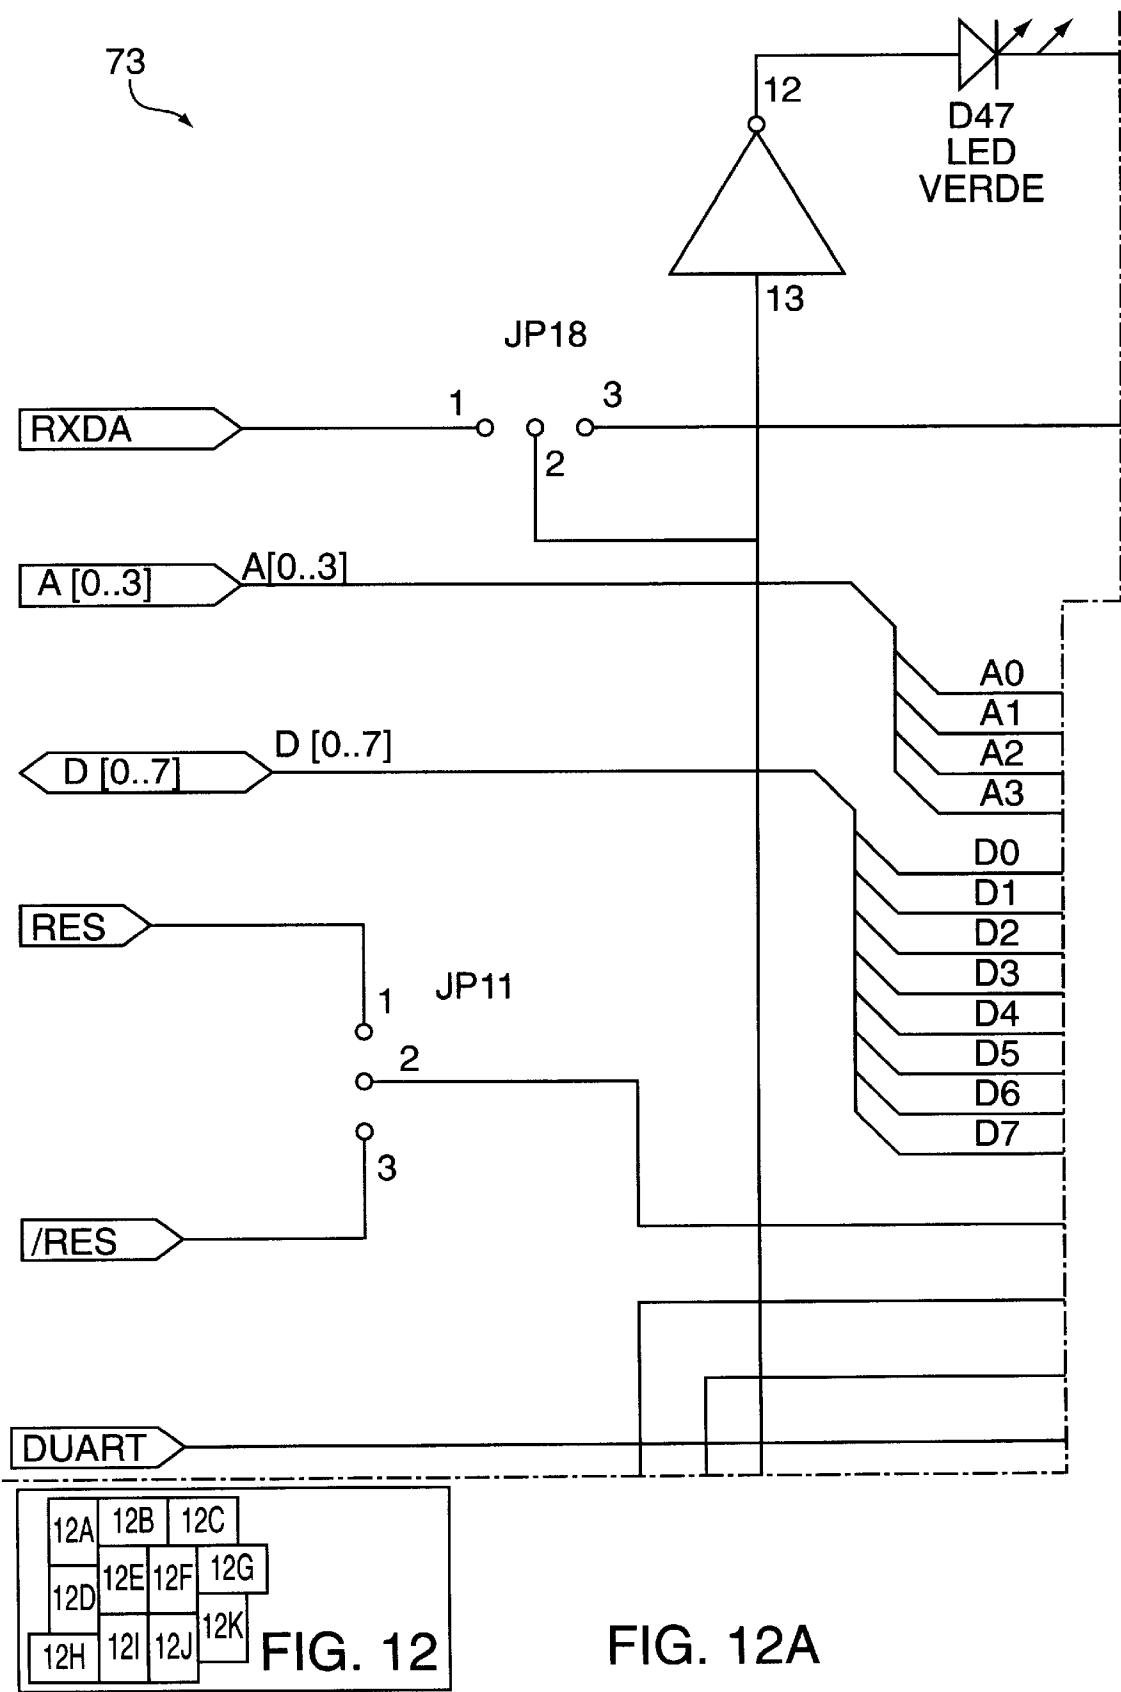 73
12
D47
LED
VERDE
13
JP18
RXDA
1
3
2
A [0..3]
A[0..3]
A0
A1
A2
A3
D [0..7]
D [0..7]
D0
D1
D2
D3
D4
D5
D6
D7
RES
1
JP11
2
3
/RES
DUART
12A
12B
12C
12D
12E
12F
12G
12H
12I
12J
12K
FIG. 12
FIG. 12A